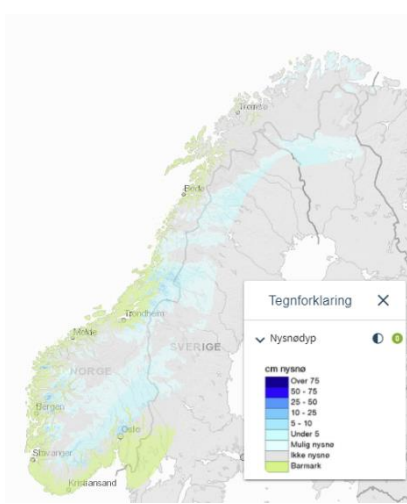 Tromsø
Bodø
Trondheim
Molde
SVERIGE
NORGE
Bergen
Oslo
Stavanger
Kristiansand
Tegnforklaring
Nysnødyp
0
cm nysnø
Over 75
50 - 75
25 - 50
10 - 25
5 - 10
Under 5
Mulig nysnø
Ikke nysnø
Barmark